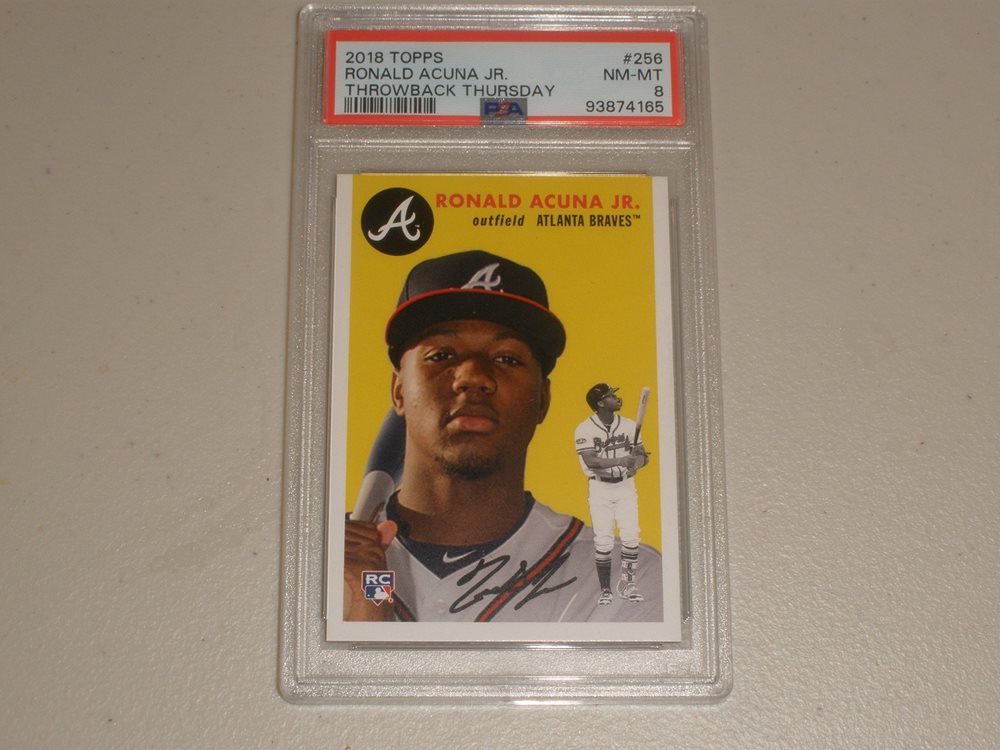 2018 TOPPS #256
RONALD ACUNA JR. NM-MT
THROWBACK THURSDAY 8
PSA 93874165
A RONALD ACUNA JR.
outfield ATLANTA BRAVES™
A
Braves
RC